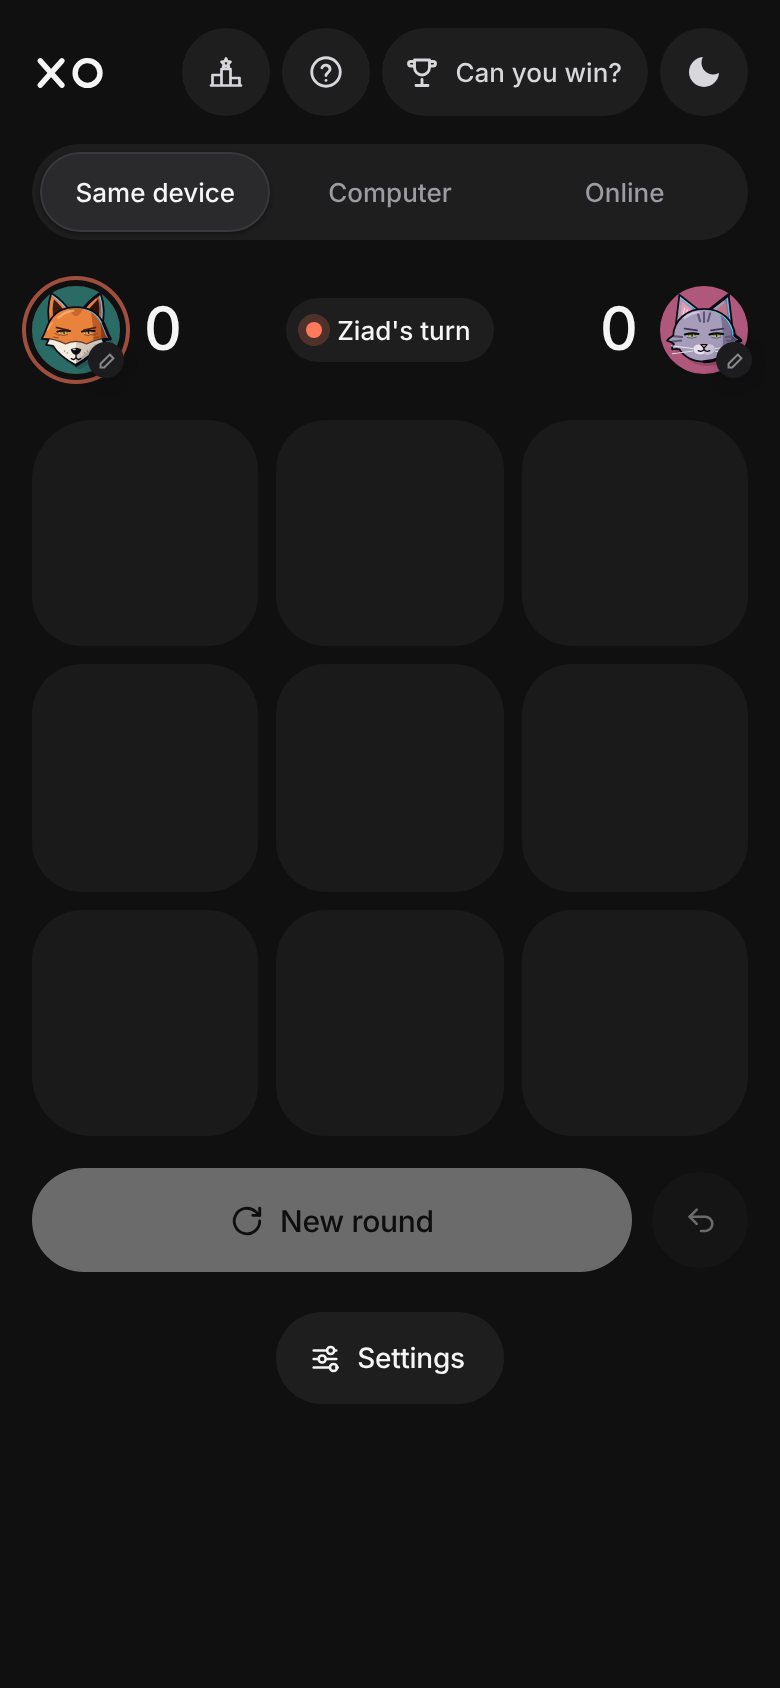 XO
Can you win?
Same device
Computer
Online
0
Ziad's turn
0
New round
Settings